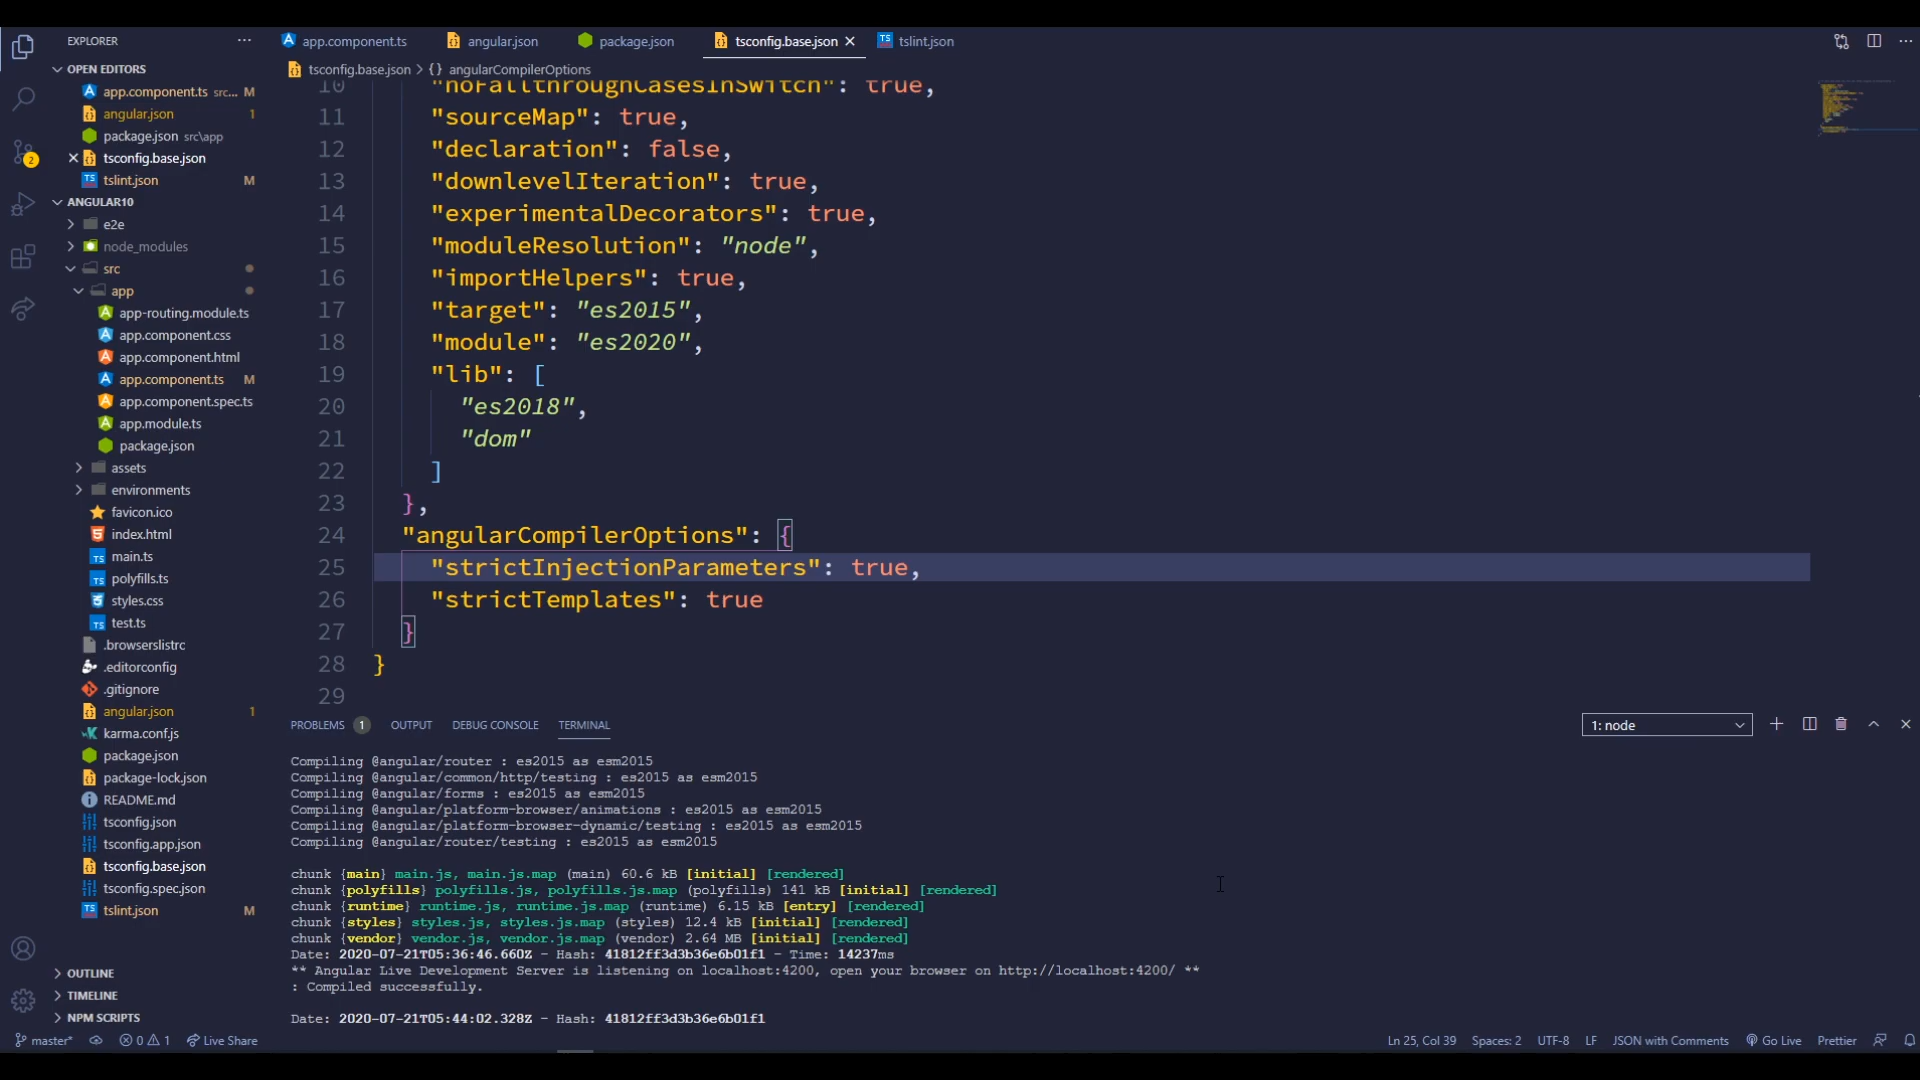 EXPLORER
OPEN EDITORS
app.component.ts src... M
angular.json 1
package.json src\app
tsconfig.base.json
TS tslint.json M
ANGULAR10
e2e
node_modules
src
app
app-routing.module.ts
app.component.css
app.component.html
app.component.ts M
app.component.spec.ts
app.module.ts
package.json
assets
environments
favicon.ico
index.html
TS main.ts
TS polyfills.ts
styles.css
TS test.ts
.browserslistrc
.editorconfig
.gitignore
angular.json 1
karma.conf.js
package.json
package-lock.json
README.md
tsconfig.json
tsconfig.app.json
tsconfig.base.json
tsconfig.spec.json
TS tslint.json M
OUTLINE
TIMELINE
NPM SCRIPTS
2
app.component.ts angular.json package.json tsconfig.base.json TS tslint.json
tsconfig.base.json > {} angularCompilerOptions
10 "noFallthroughCasesInSwitch": true,
11 "sourceMap": true,
12 "declaration": false,
13 "downlevelIteration": true,
14 "experimentalDecorators": true,
15 "moduleResolution": "node",
16 "importHelpers": true,
17 "target": "es2015",
18 "module": "es2020",
19 "lib": [
20 "es2018",
21 "dom"
22 ]
23 },
24 "angularCompilerOptions": {
25 "strictInjectionParameters": true,
26 "strictTemplates": true
27 }
28 }
29
PROBLEMS 1 OUTPUT DEBUG CONSOLE TERMINAL 1: node
Compiling @angular/router : es2015 as esm2015
Compiling @angular/common/http/testing : es2015 as esm2015
Compiling @angular/forms : es2015 as esm2015
Compiling @angular/platform-browser/animations : es2015 as esm2015
Compiling @angular/platform-browser-dynamic/testing : es2015 as esm2015
Compiling @angular/router/testing : es2015 as esm2015
chunk {main} main.js, main.js.map (main) 60.6 kB [initial] [rendered]
chunk {polyfills} polyfills.js, polyfills.js.map (polyfills) 141 kB [initial] [rendered]
chunk {runtime} runtime.js, runtime.js.map (runtime) 6.15 kB [entry] [rendered]
chunk {styles} styles.js, styles.js.map (styles) 12.4 kB [initial] [rendered]
chunk {vendor} vendor.js, vendor.js.map (vendor) 2.64 MB [initial] [rendered]
Date: 2020-07-21T05:36:46.660Z - Hash: 41812ff3d3b36e6b01f1 - Time: 14237ms
** Angular Live Development Server is listening on localhost:4200, open your browser on http://localhost:4200/ **
: Compiled successfully.
Date: 2020-07-21T05:44:02.328Z - Hash: 41812ff3d3b36e6b01f1
master* 0 1 Live Share Ln 25, Col 39 Spaces: 2 UTF-8 LF JSON with Comments Go Live Prettier